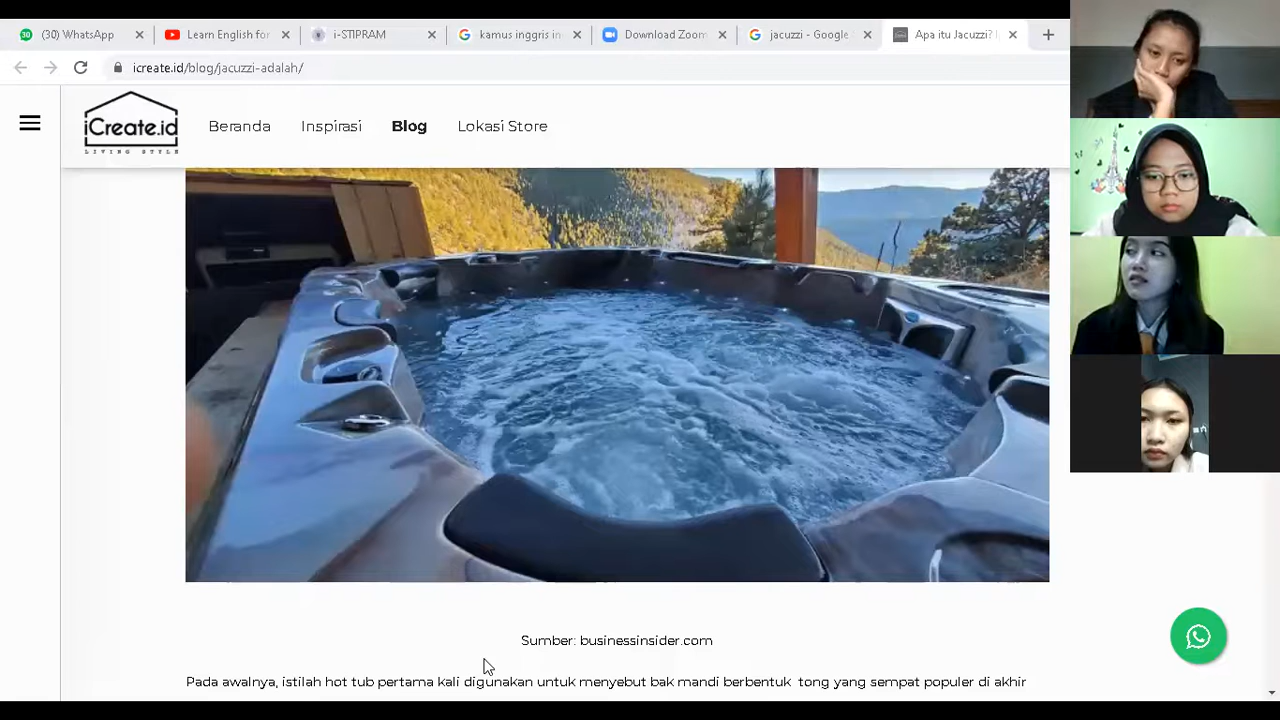 (30) WhatsApp
Learn English for
i-STIPRAM
kamus inggris in
Download Zoom
jacuzzi - Google
Apa itu Jacuzzi?
icreate.id/blog/jacuzzi-adalah/
iCreate.id
LIVING STYLE
Beranda
Inspirasi
Blog
Lokasi Store
Sumber: businessinsider.com
Pada awalnya, istilah hot tub pertama kali digunakan untuk menyebut bak mandi berbentuk tong yang sempat populer di akhir